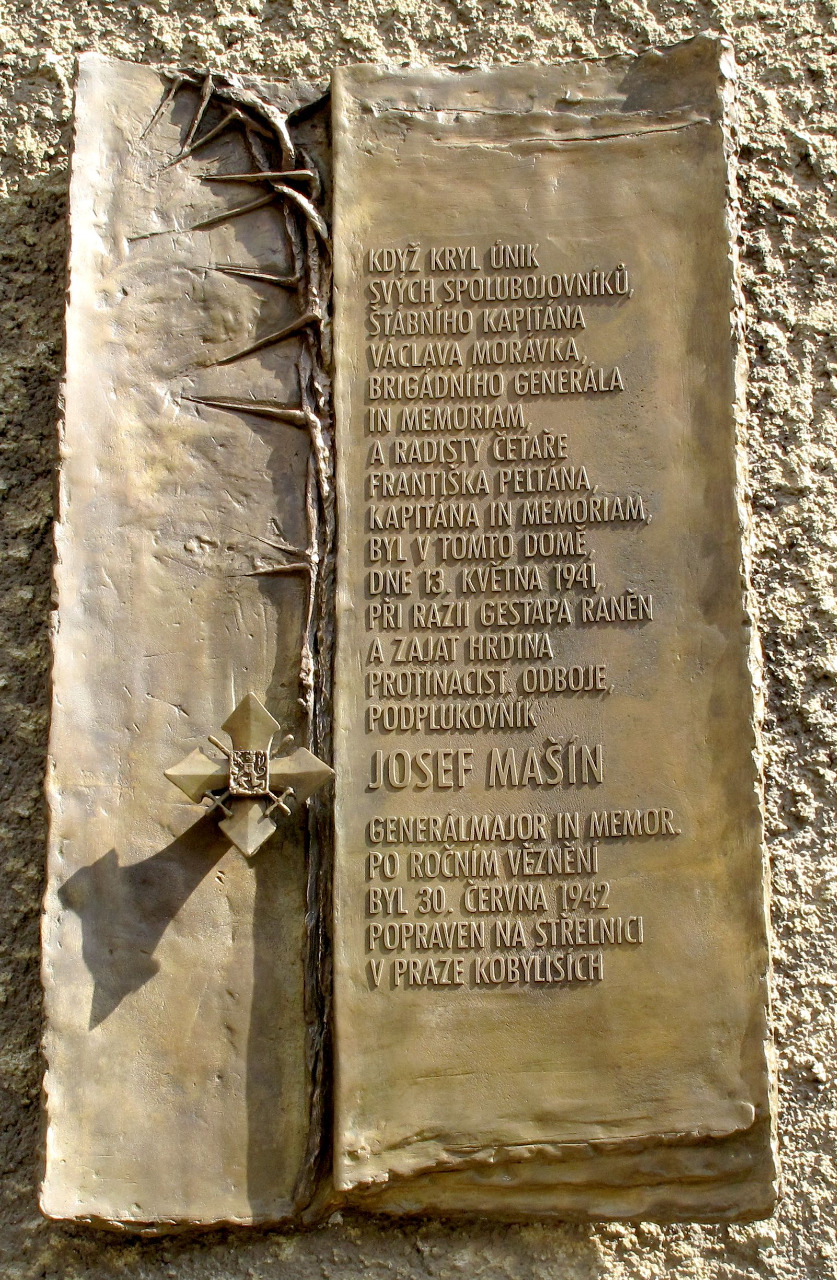 KDYŽ KRYL ÚNIK
SVÝCH SPOLUBOJOVNÍKŮ,
ŠTÁBNÍHO KAPITÁNA
VÁCLAVA MORÁVKA,
BRIGÁDNÍHO GENERÁLA,
IN MEMORIAM,
A RADISTY ČETAŘE
FRANTIŠKA PELTÁNA,
KAPITÁNA IN MEMORIAM,
BYL V TOMTO DOMĚ,
DNE 13. KVĚTNA 1941,
PŘI RAZII GESTAPA RANĚN
A ZAJAT HRDINA
PROTINACIST. ODBOJE,
PODPLUKOVNÍK
JOSEF MAŠÍN
GENERÁLMAJOR IN MEMOR.
PO ROČNÍM VĚZNĚNÍ
BYL 30. ČERVNA 1942
POPRAVEN NA STŘELNICI
V PRAZE KOBYLISÍCH